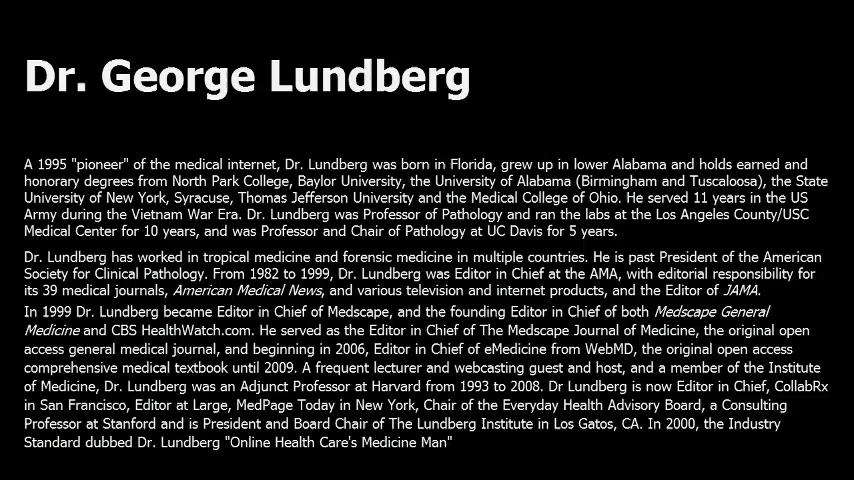 Dr. George Lundberg
A 1995 "pioneer" of the medical internet, Dr. Lundberg was born in Florida, grew up in lower Alabama and holds earned and
honorary degrees from North Park College, Baylor University, the University of Alabama (Birmingham and Tuscaloosa), the State
University of New York, Syracuse, Thomas Jefferson University and the Medical College of Ohio. He served 11 years in the US
Army during the Vietnam War Era. Dr. Lundberg was Professor of Pathology and ran the labs at the Los Angeles County/USC
Medical Center for 10 years, and was Professor and Chair of Pathology at UC Davis for 5 years.
Dr. Lundberg has worked in tropical medicine and forensic medicine in multiple countries. He is past President of the American
Society for Clinical Pathology. From 1982 to 1999, Dr. Lundberg was Editor in Chief at the AMA, with editorial responsibility for
its 39 medical journals, American Medical News, and various television and internet products, and the Editor of JAMA.
In 1999 Dr. Lundberg became Editor in Chief of Medscape, and the founding Editor in Chief of both Medscape General
Medicine and CBS HealthWatch.com. He served as the Editor in Chief of The Medscape Journal of Medicine, the original open
access general medical journal, and beginning in 2006, Editor in Chief of eMedicine from WebMD, the original open access
comprehensive medical textbook until 2009. A frequent lecturer and webcasting guest and host, and a member of the Institute
of Medicine, Dr. Lundberg was an Adjunct Professor at Harvard from 1993 to 2008. Dr Lundberg is now Editor in Chief, CollabRx
in San Francisco, Editor at Large, MedPage Today in New York, Chair of the Everyday Health Advisory Board, a Consulting
Professor at Stanford and is President and Board Chair of The Lundberg Institute in Los Gatos, CA. In 2000, the Industry
Standard dubbed Dr. Lundberg "Online Health Care's Medicine Man"